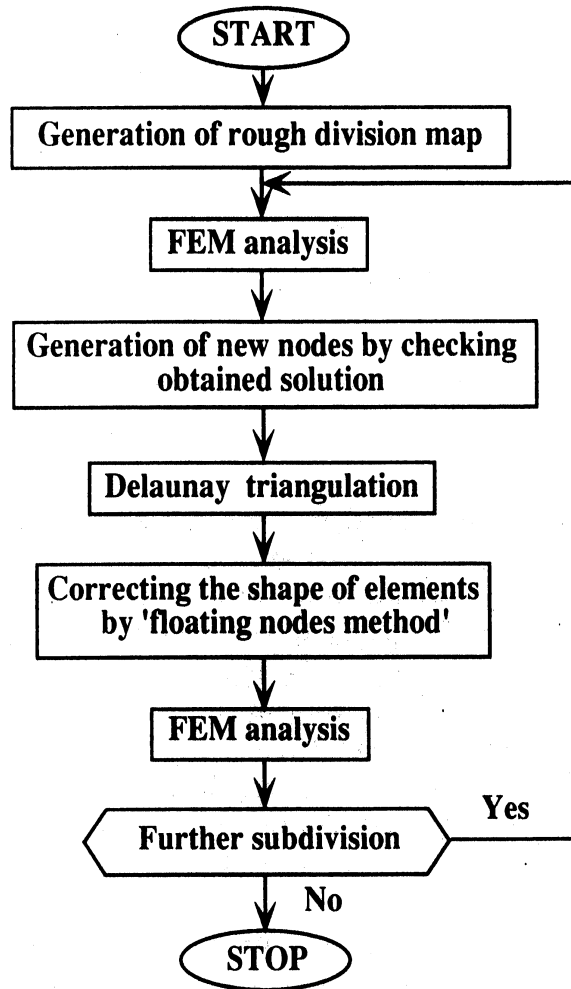 START
Generation of rough division map
FEM analysis
Generation of new nodes by checking
obtained solution
Delaunay triangulation
Correcting the shape of elements
by 'floating nodes method'
FEM analysis
Further subdivision
Yes
No
STOP